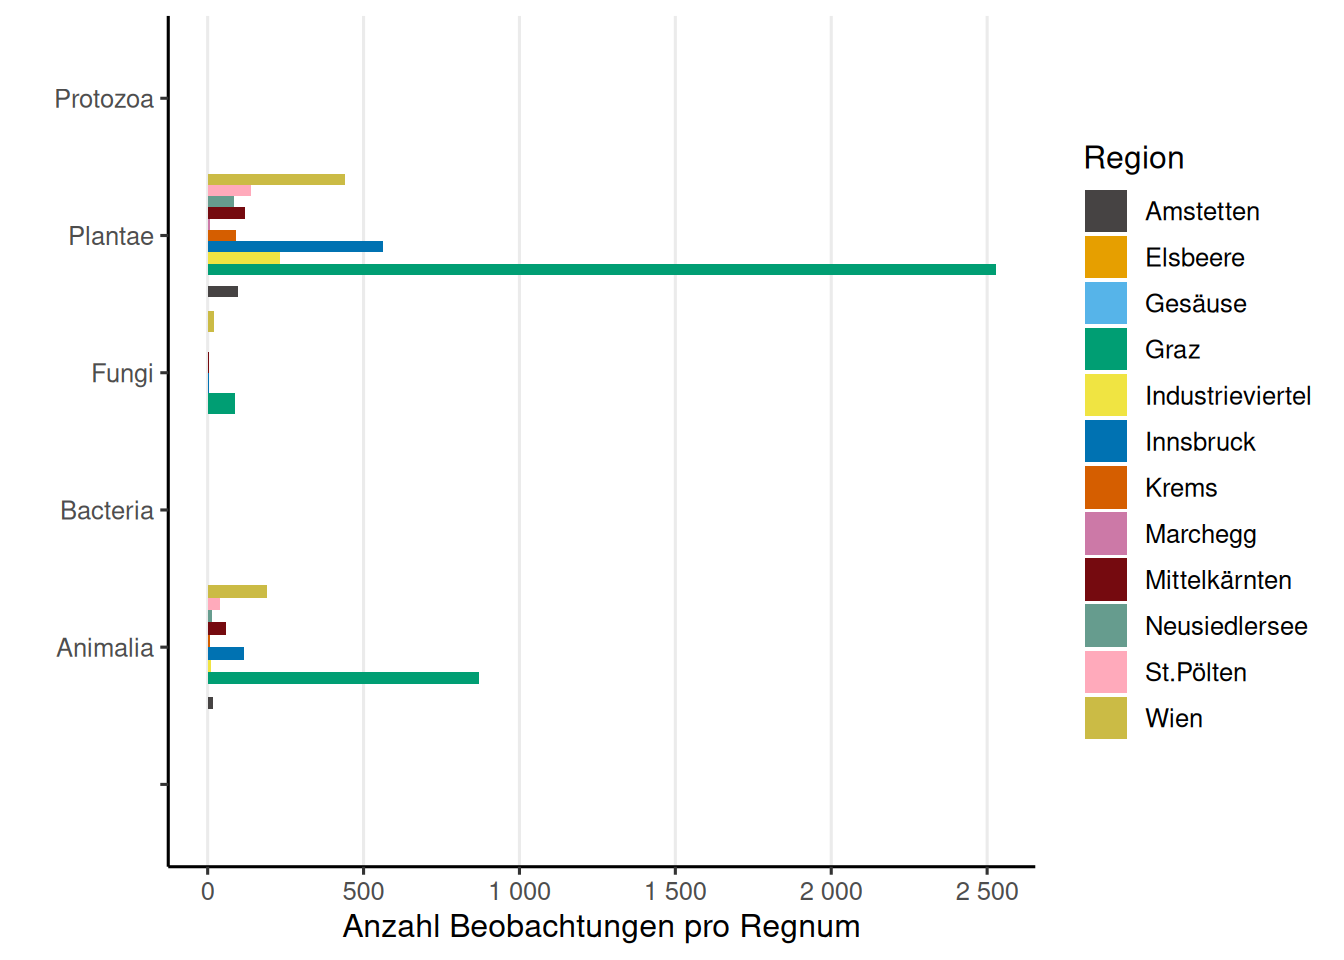 Protozoa
Plantae
Fungi
Bacteria
Animalia
0
500
1 000
1 500
2 000
2 500
Anzahl Beobachtungen pro Regnum
Region
Amstetten
Elsbeere
Gesäuse
Graz
Industrieviertel
Innsbruck
Krems
Marchegg
Mittelkärnten
Neusiedlersee
St.Pölten
Wien